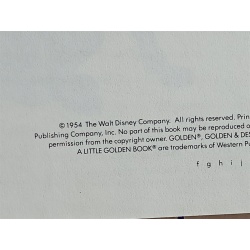 ©1954 The Walt Disney Company. All rights reserved. Prin
Publishing Company, Inc. No part of this book may be reproduced o
permission from the copyright owner. GOLDEN®, GOLDEN & DES
A LITTLE GOLDEN BOOK® are trademarks of Western Pu
f g h i j